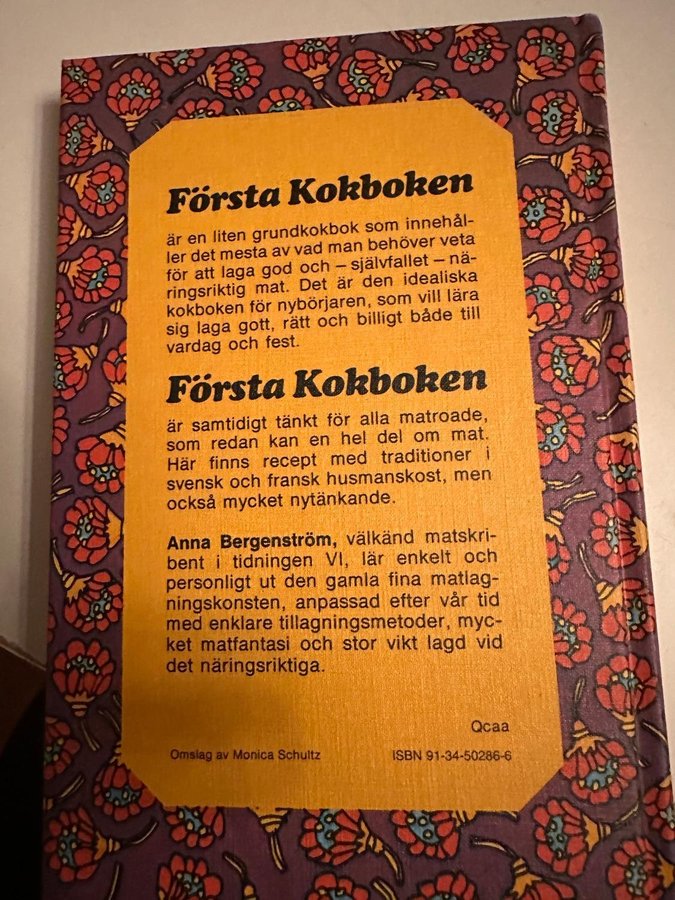 Första Kokboken
är en liten grundkokbok som innehål-
ler det mesta av vad man behöver veta
för att laga god och – självfallet – nä-
ringsriktig mat. Det är den idealiska
kokboken för nybörjaren, som vill lära
sig laga gott, rätt och billigt både till
vardag och fest.
Första Kokboken
är samtidigt tänkt för alla matroade,
som redan kan en hel del om mat.
Här finns recept med traditioner i
svensk och fransk husmanskost, men
också mycket nytänkande.
Anna Bergenström, välkänd matskri-
bent i tidningen VI, lär enkelt och
personligt ut den gamla fina matlag-
ningskonsten, anpassad efter vår tid
med enklare tillagningsmetoder, myc-
ket matfantasi och stor vikt lagd vid
det näringsriktiga.
Qcaa
Omslag av Monica Schultz ISBN 91-34-50286-6